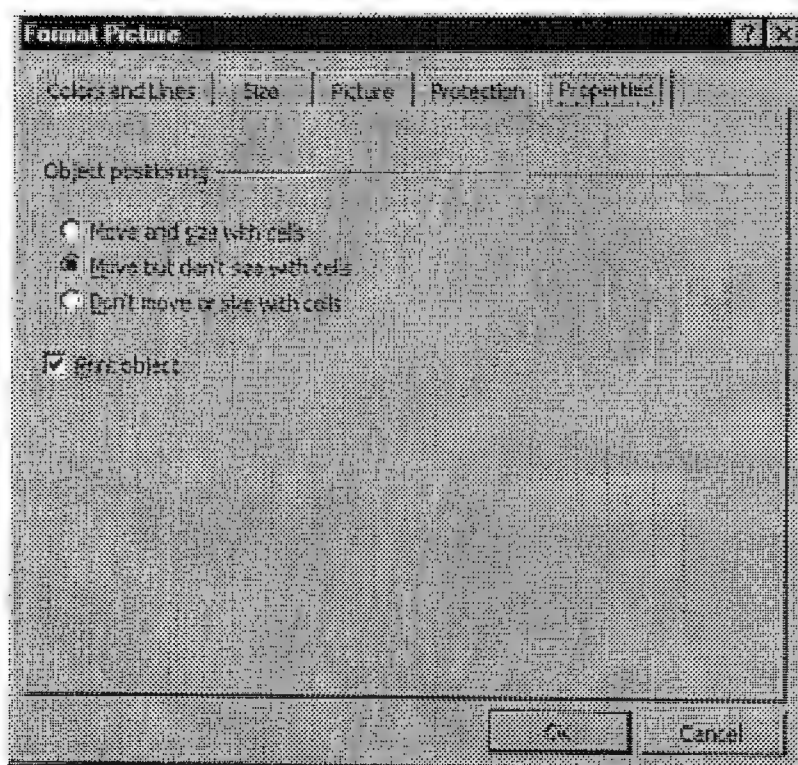 Format Picture
Colors and Lines Size Picture Protection Properties
Object positioning
Move and size with cells
Move but don't size with cells
Don't move or size with cells
Print object
OK Cancel